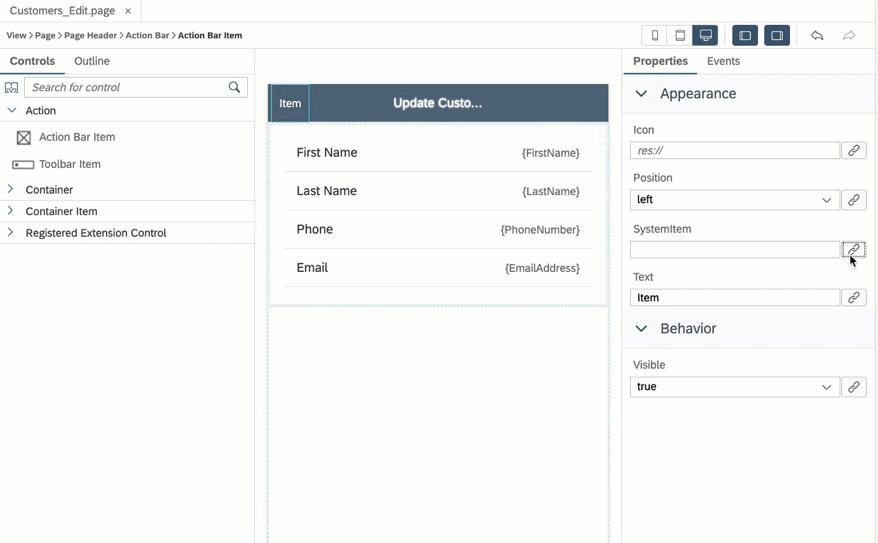 Customers_Edit.page ×
View > Page > Page Header > Action Bar > Action Bar Item
Controls Outline
Search for control
Action
Action Bar Item
Toolbar Item
Container
Container Item
Registered Extension Control
Item Update Custo...
First Name {FirstName}
Last Name {LastName}
Phone {PhoneNumber}
Email {EmailAddress}
Properties Events
Appearance
Icon
res://
Position
left
SystemItem
Text
Item
Behavior
Visible
true